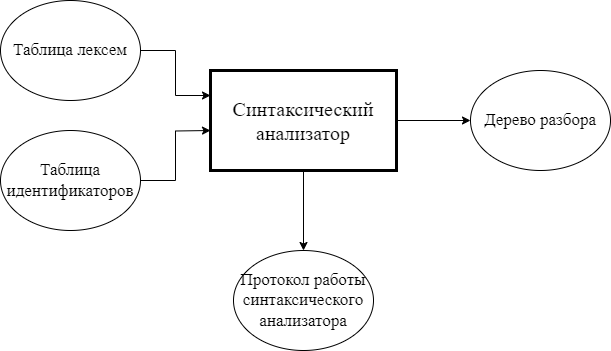 Таблица лексем
Синтаксический
анализатор
Дерево разбора
Таблица
идентификаторов
Протокол работы
синтаксического
анализатора